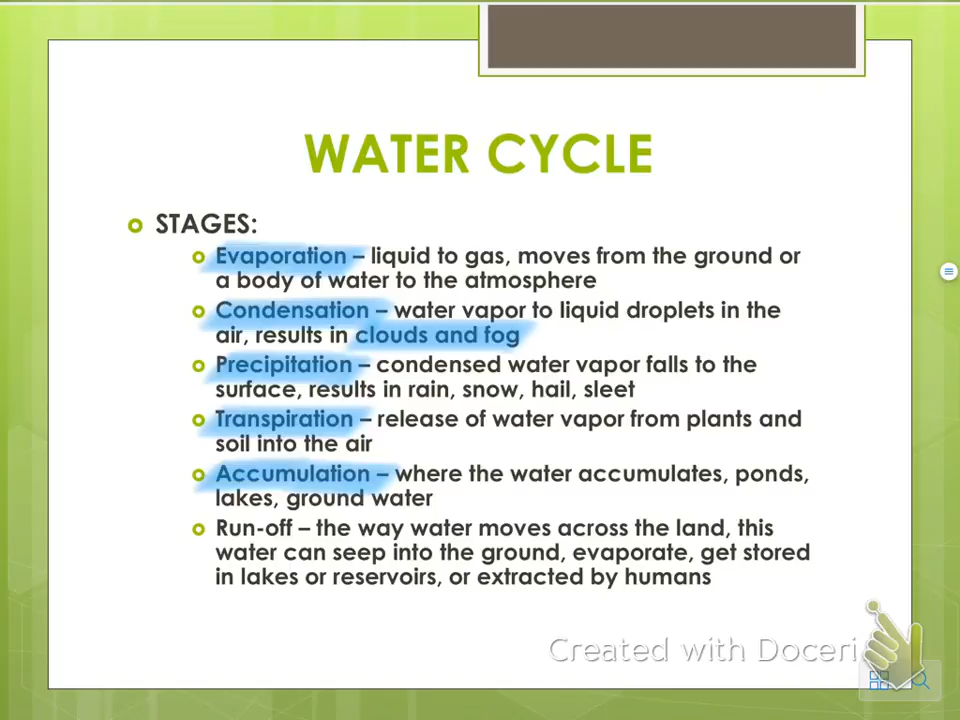 WATER CYCLE
STAGES:
Evaporation – liquid to gas, moves from the ground or
a body of water to the atmosphere
Condensation – water vapor to liquid droplets in the
air, results in clouds and fog
Precipitation – condensed water vapor falls to the
surface, results in rain, snow, hail, sleet
Transpiration – release of water vapor from plants and
soil into the air
Accumulation – where the water accumulates, ponds,
lakes, ground water
Run-off – the way water moves across the land, this
water can seep into the ground, evaporate, get stored
in lakes or reservoirs, or extracted by humans
Created with Doceri